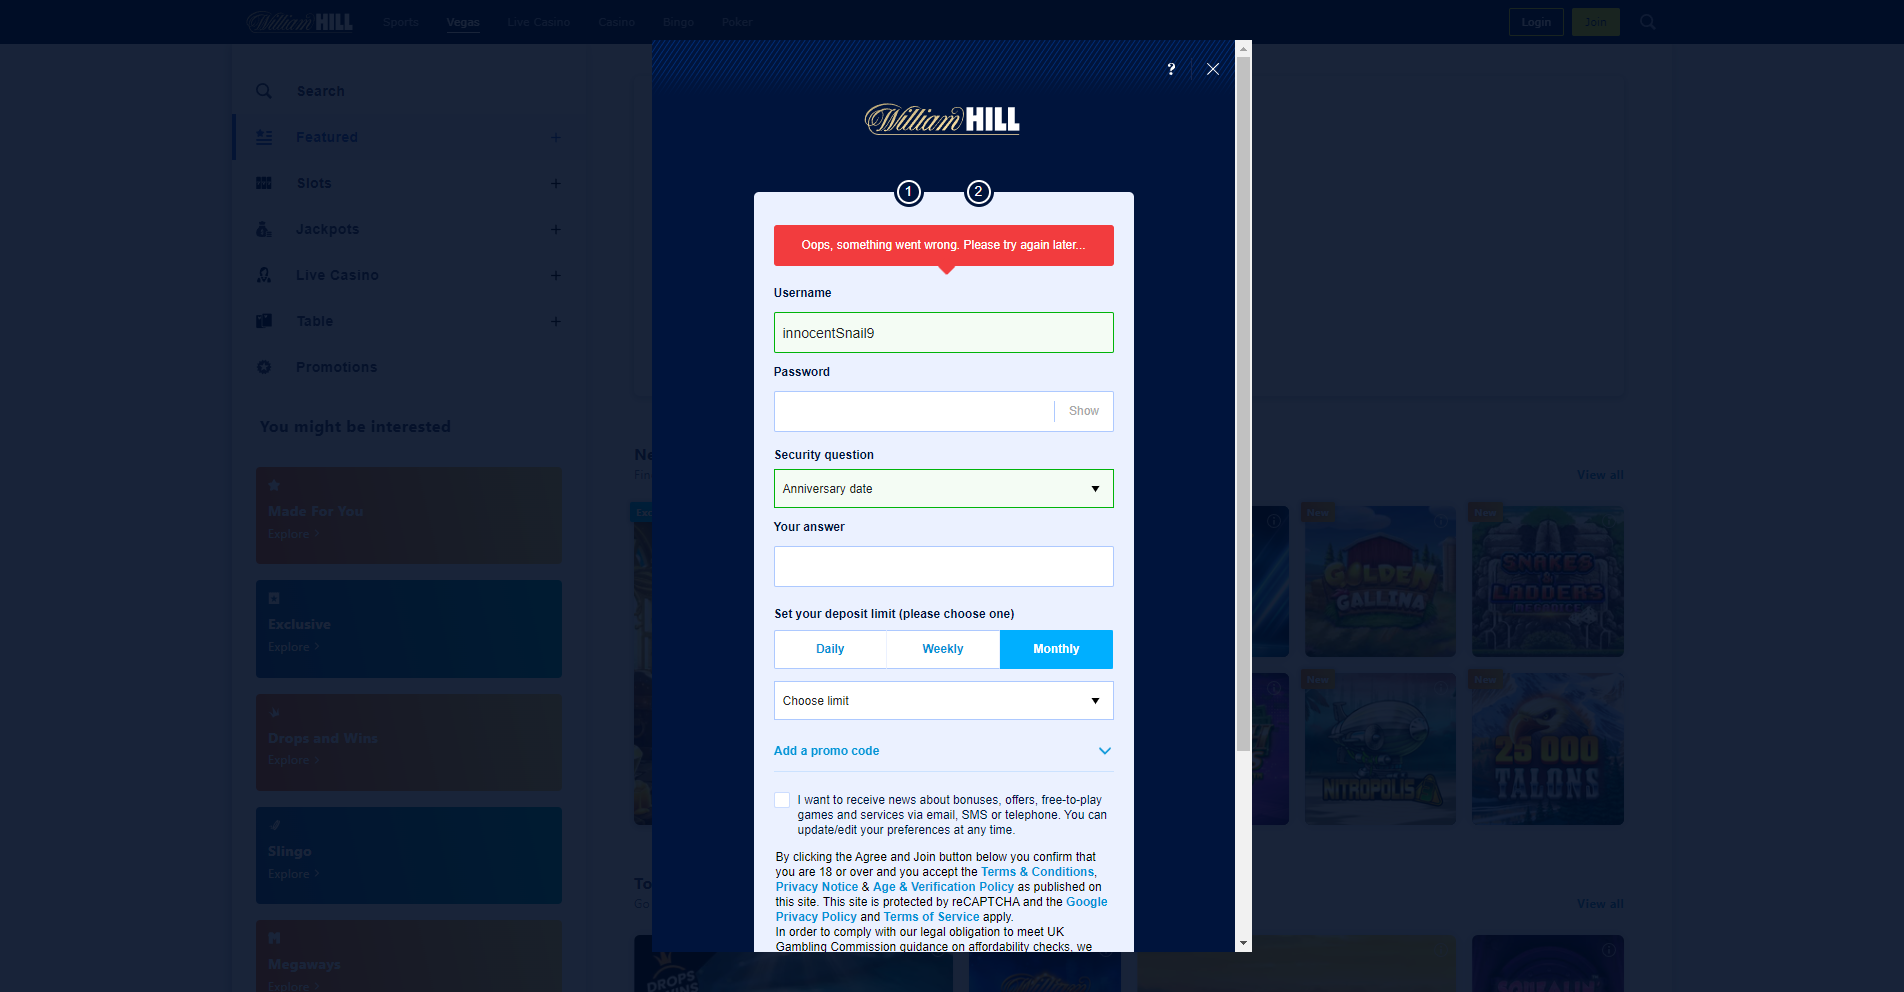 William HILL
Sports
Vegas
Live Casino
Casino
Bingo
Poker
Login
Join
Search
Featured
Slots
Jackpots
Live Casino
Table
Promotions
You might be interested
Made For You
Explore
Exclusive
Explore
Drops and Wins
Explore
Slingo
Explore
Megaways
Explore
?
William HILL
1
2
Oops, something went wrong. Please try again later...
Username
innocentSnail9
Password
Show
Security question
Anniversary date
Your answer
Set your deposit limit (please choose one)
Daily
Weekly
Monthly
Choose limit
Add a promo code
I want to receive news about bonuses, offers, free-to-play
games and services via email, SMS or telephone. You can
update/edit your preferences at any time.
By clicking the Agree and Join button below you confirm that
you are 18 or over and you accept the Terms & Conditions,
Privacy Notice & Age & Verification Policy as published on
this site. This site is protected by reCAPTCHA and the Google
Privacy Policy and Terms of Service apply.
In order to comply with our legal obligation to meet UK
Gambling Commission guidance on affordability checks, we
View all
New
GOLDEN
GALLINA
New
SNAKES
LADDERS
MEGADICE
New
NITROPOLIS
New
25 000
TALONS
View all
DROPS